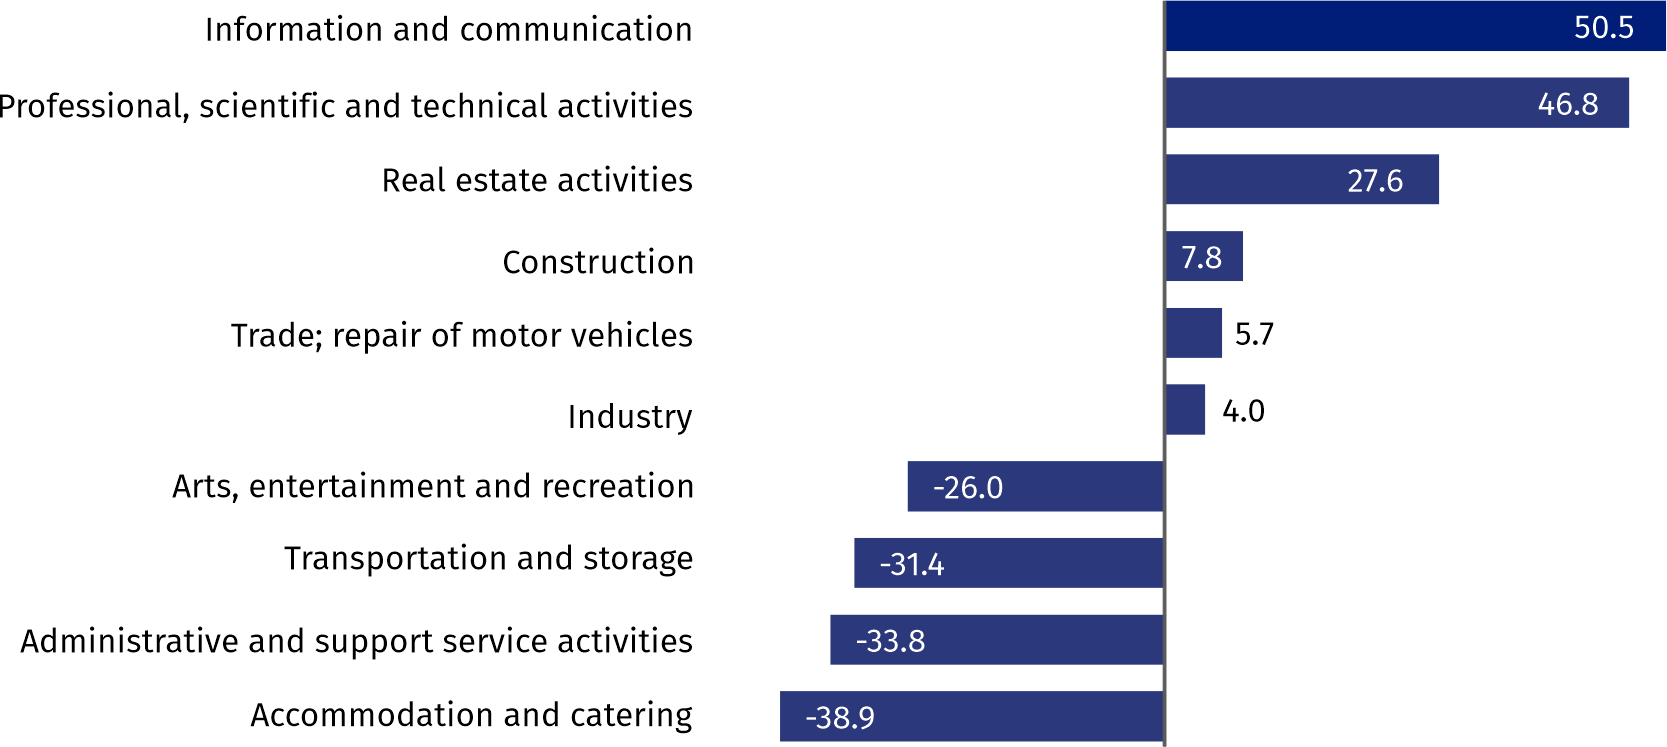 Information and communication 50.5
Professional, scientific and technical activities 46.8
Real estate activities 27.6
Construction 7.8
Trade; repair of motor vehicles 5.7
Industry 4.0
Arts, entertainment and recreation -26.0
Transportation and storage -31.4
Administrative and support service activities -33.8
Accommodation and catering -38.9